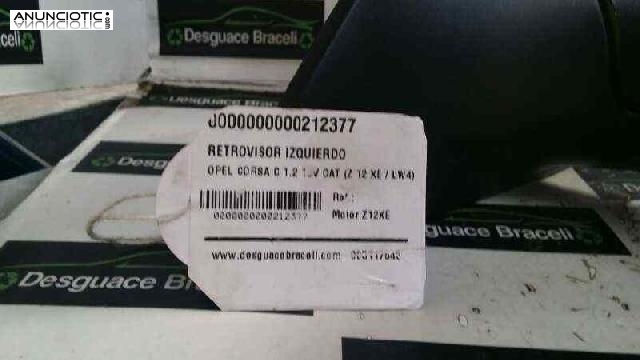 ANUNCIOTIC
.com
Desguace Braceli
Desguace Braceli
J000000000212377
RETROVISOR IZQUIERDO
OPEL CORSA C 1.2 16V CAT (Z 12 XE / LW4)
Ref.:
0000000000212377
Motor Z12XE
www.desguacebraceli.com
Desguace Braceli
Desguace Braceli